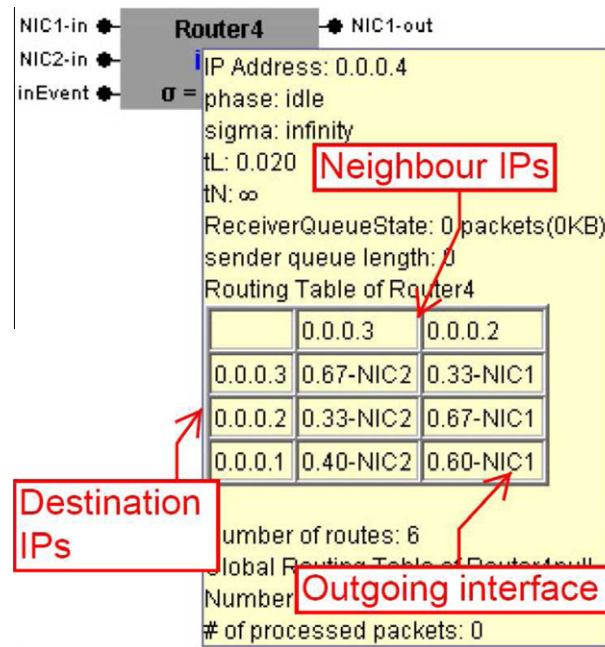 NIC1-in Router4 NIC1-out
NIC2-in i
inEvent σ =
IP Address: 0.0.0.4
phase: idle
sigma: infinity
tL: 0.020
Neighbour IPs
tN: ∞
ReceiverQueueState: 0 packets(0KB)
sender queue length: 0
Routing Table of Router4
0.0.0.3 0.0.0.2
0.0.0.3 0.67-NIC2 0.33-NIC1
0.0.0.2 0.33-NIC2 0.67-NIC1
0.0.0.1 0.40-NIC2 0.60-NIC1
Destination
IPs
umber of routes: 6
Global Routing Table of Router4null
Outgoing interface
Number
# of processed packets: 0